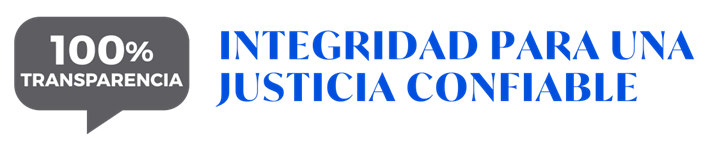 100%
TRANSPARENCIA
INTEGRIDAD PARA UNA
JUSTICIA CONFIABLE